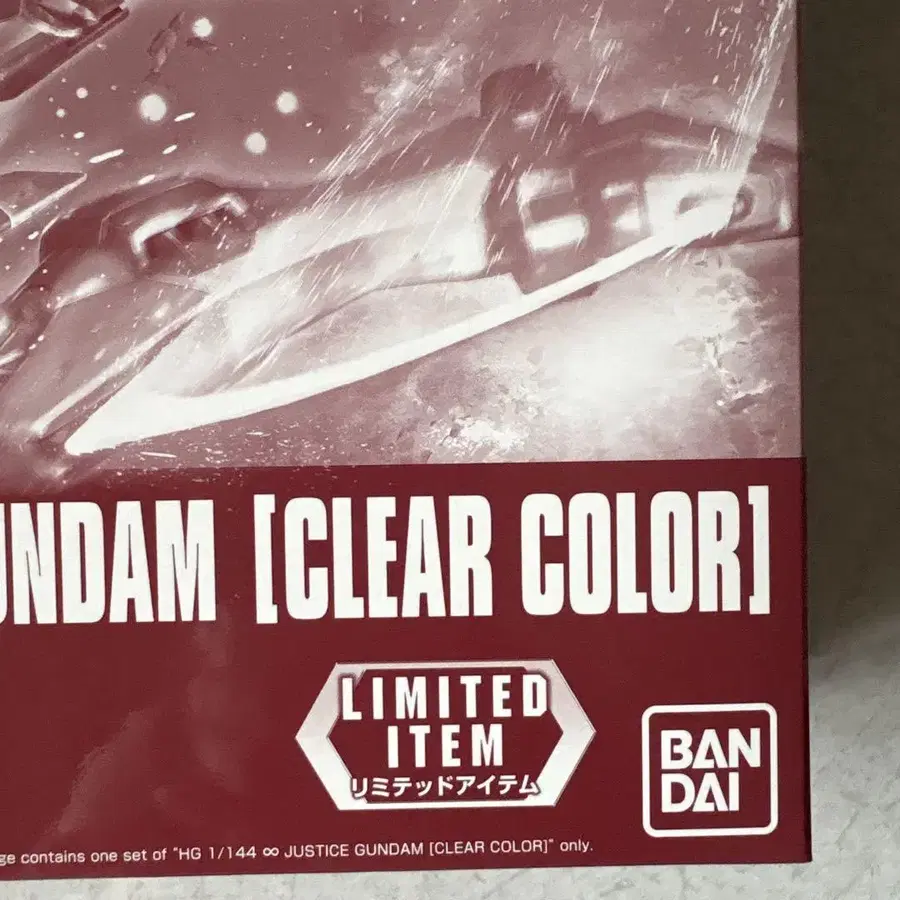 UNDAM [CLEAR COLOR]
LIMITED
ITEM
リミテッドアイテム
BAN
DAI
ge contains one set of "HG 1/144 ∞ JUSTICE GUNDAM [CLEAR COLOR]" only.